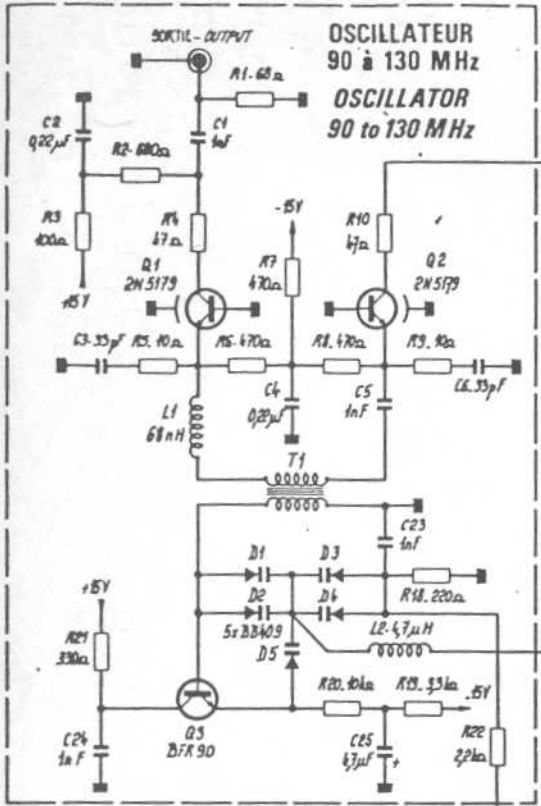 OSCILLATEUR
90 à 130 MHz
OSCILLATOR
90 to 130 MHz
SORTIE-OUTPUT
R1-68Ω
C1
1nF
C2
0,22µF
R2-680Ω
R3
100Ω
+15V
R4
47Ω
Q1
2N5179
-15V
R7
470Ω
R10
47Ω
Q2
2N5179
C3-33pF
R5-10Ω
R6-470Ω
R8-470Ω
R9-10Ω
C6-33pF
L1
68nH
C4
0,22µF
C5
1nF
T1
C23
1nF
D1
D3
D2
D4
5xBB409
D5
R18-220Ω
L2-4,7µH
+15V
R21
330Ω
R20-10kΩ
R19-3,3kΩ
-15V
Q3
BFR90
C24
1nF
C25
4,7µF
+
R22
2,2kΩ